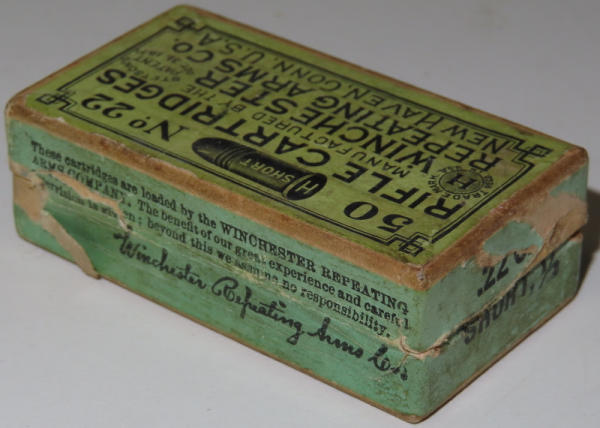 50 No 22
RIFLE CARTRIDGES
MANUFACTURED BY THE
WINCHESTER
REPEATING ARMS CO.
NEW HAVEN, CONN. U.S.A.
H SHORT
H
These cartridges are loaded by the WINCHESTER REPEATING
ARMS COMPANY. The benefit of our great experience and careful
is given; beyond this we assume no responsibility.
Winchester Repeating Arms Co.
.22
SHORT,